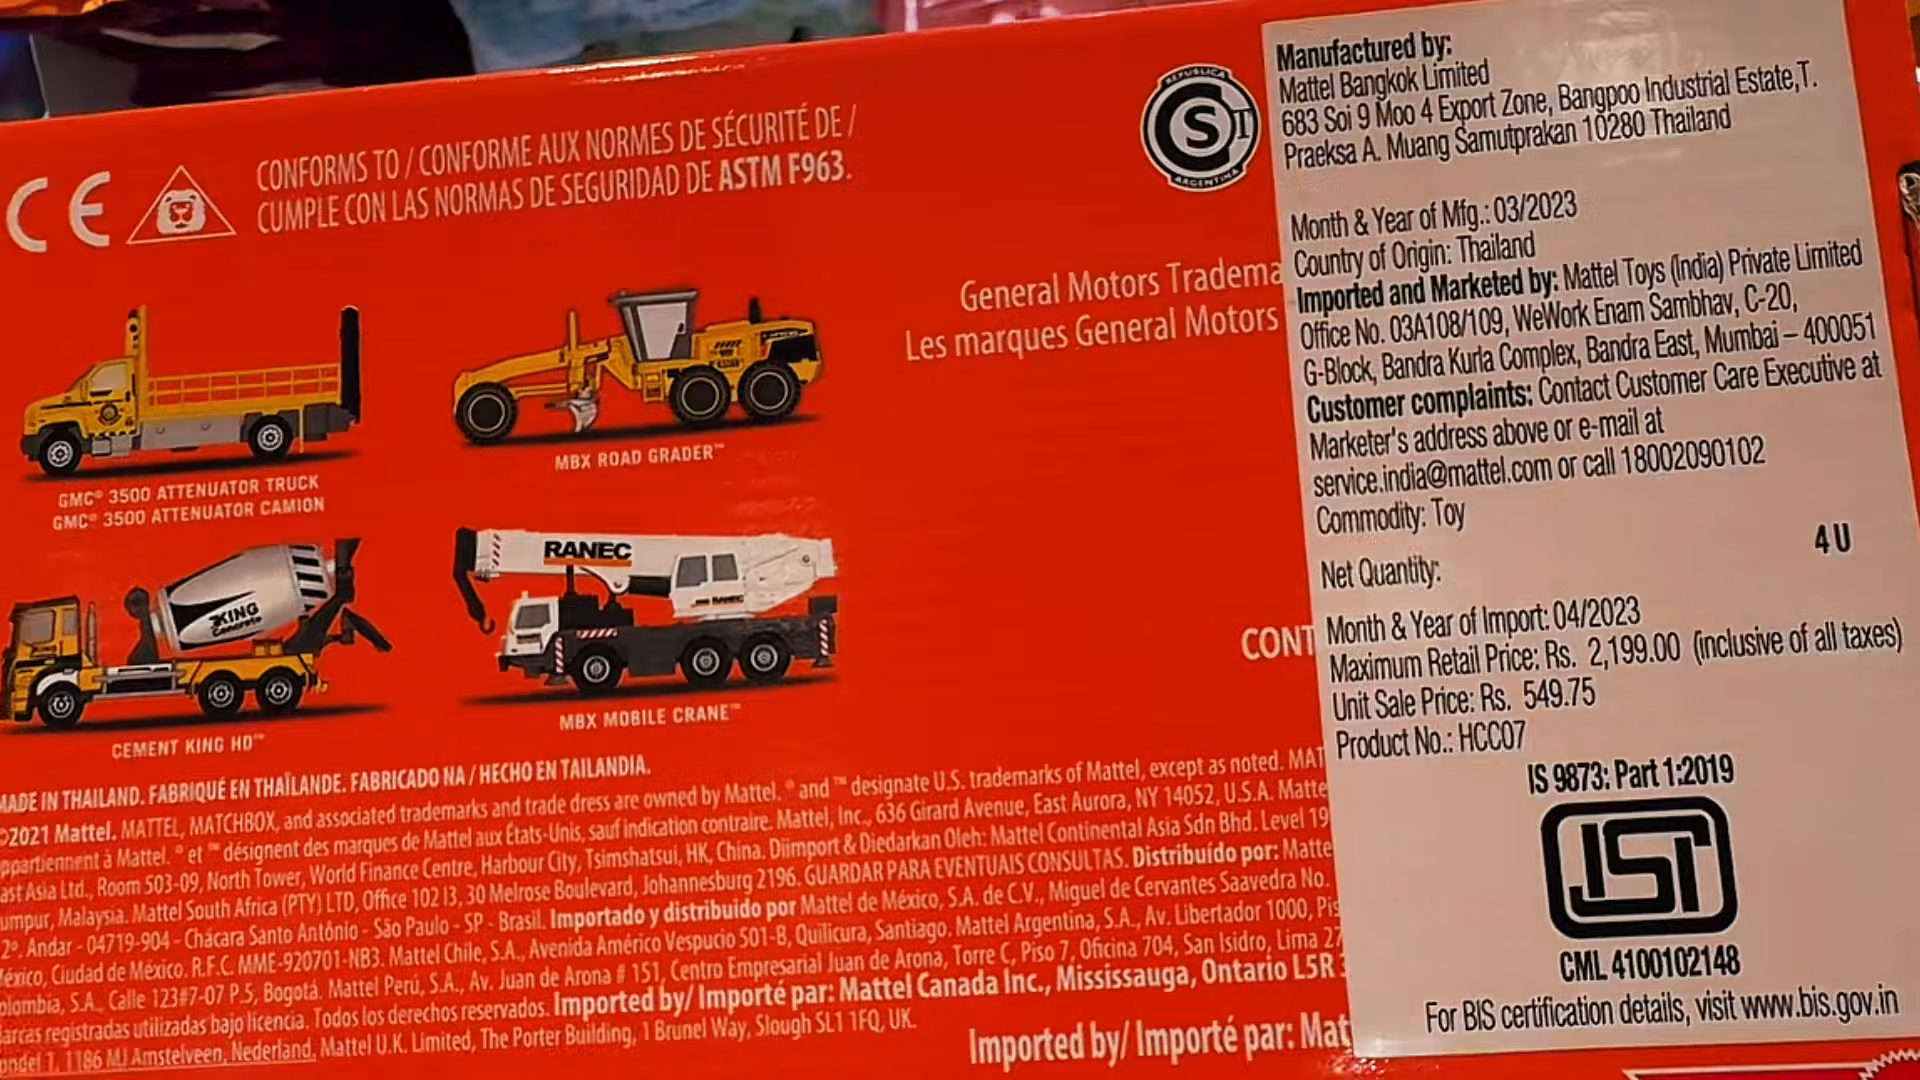 CE
CONFORMS TO / CONFORME AUX NORMES DE SÉCURITÉ DE /
CUMPLE CON LAS NORMAS DE SEGURIDAD DE ASTM F963.
REPUBLICA
S
ARGENTINA
General Motors Tradema
Les marques General Motors
GMC® 3500 ATTENUATOR TRUCK
GMC® 3500 ATTENUATOR CAMION
MBX ROAD GRADER™
KING
Concrete
CEMENT KING HD™
RANEC
RANEC
MBX MOBILE CRANE™
CONT
MADE IN THAILAND. FABRIQUÉ EN THAÏLANDE. FABRICADO NA / HECHO EN TAILANDIA.
©2021 Mattel. MATTEL, MATCHBOX, and associated trademarks and trade dress are owned by Mattel. ® and ™ designate U.S. trademarks of Mattel, except as noted. MAT
appartiennent à Mattel. ® et ™ désignent des marques de Mattel aux États-Unis, sauf indication contraire. Mattel, Inc., 636 Girard Avenue, East Aurora, NY 14052, U.S.A. Matte
ast Asia Ltd., Room 503-09, North Tower, World Finance Centre, Harbour City, Tsimshatsui, HK, China. Diimport & Diedarkan Oleh: Mattel Continental Asia Sdn Bhd. Level 19
umpur, Malaysia. Mattel South Africa (PTY) LTD, Office 102 I3, 30 Melrose Boulevard, Johannesburg 2196. GUARDAR PARA EVENTUAIS CONSULTAS. Distribuído por: Matte
2º. Andar - 04719-904 - Chácara Santo Antônio - São Paulo - SP - Brasil. Importado y distribuido por Mattel de México, S.A. de C.V., Miguel de Cervantes Saavedra No.
México, Ciudad de México. R.F.C. MME-920701-NB3. Mattel Chile, S.A., Avenida Américo Vespucio 501-B, Quilicura, Santiago. Mattel Argentina, S.A., Av. Libertador 1000, Pis
olombia, S.A., Calle 123#7-07 P.5, Bogotá. Mattel Perú, S.A., Av. Juan de Arona # 151, Centro Empresarial Juan de Arona, Torre C, Piso 7, Oficina 704, San Isidro, Lima 27
arcas registradas utilizadas bajo licencia. Todos los derechos reservados. Imported by/ Importé par: Mattel Canada Inc., Mississauga, Ontario L5R
ondel 1, 1186 MJ Amstelveen, Nederland. Mattel U.K. Limited, The Porter Building, 1 Brunel Way, Slough SL1 1FQ, UK.
Imported by/ Importé par: Mat
Manufactured by:
Mattel Bangkok Limited
683 Soi 9 Moo 4 Export Zone, Bangpoo Industrial Estate,T.
Praeksa A. Muang Samutprakan 10280 Thailand
Month & Year of Mfg.: 03/2023
Country of Origin: Thailand
Imported and Marketed by: Mattel Toys (India) Private Limited
Office No. 03A108/109, WeWork Enam Sambhav, C-20,
G-Block, Bandra Kurla Complex, Bandra East, Mumbai – 400051
Customer complaints: Contact Customer Care Executive at
Marketer's address above or e-mail at
service.india@mattel.com or call 18002090102
Commodity: Toy
Net Quantity: 4 U
Month & Year of Import: 04/2023
Maximum Retail Price: Rs. 2,199.00 (inclusive of all taxes)
Unit Sale Price: Rs. 549.75
Product No.: HCC07
IS 9873: Part 1:2019
ISI
CML 4100102148
For BIS certification details, visit www.bis.gov.in